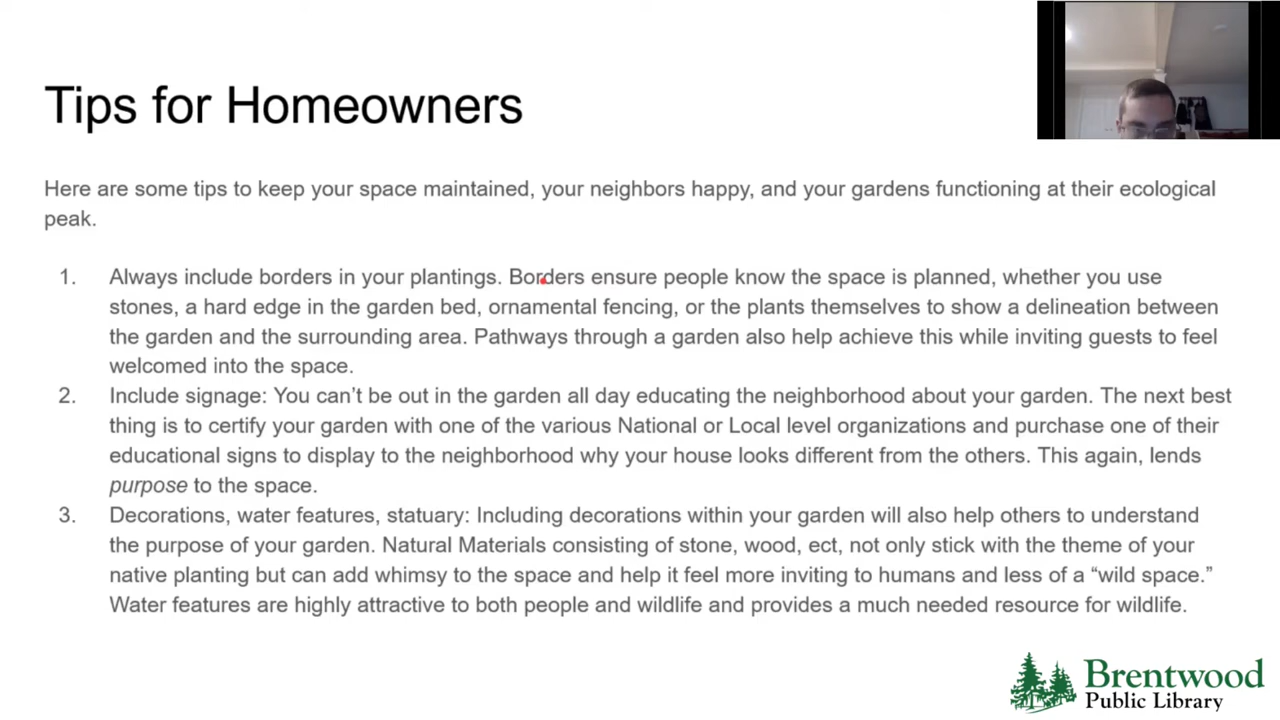 Tips for Homeowners
Here are some tips to keep your space maintained, your neighbors happy, and your gardens functioning at their ecological
peak.
1. Always include borders in your plantings. Borders ensure people know the space is planned, whether you use
stones, a hard edge in the garden bed, ornamental fencing, or the plants themselves to show a delineation between
the garden and the surrounding area. Pathways through a garden also help achieve this while inviting guests to feel
welcomed into the space.
2. Include signage: You can’t be out in the garden all day educating the neighborhood about your garden. The next best
thing is to certify your garden with one of the various National or Local level organizations and purchase one of their
educational signs to display to the neighborhood why your house looks different from the others. This again, lends
purpose to the space.
3. Decorations, water features, statuary: Including decorations within your garden will also help others to understand
the purpose of your garden. Natural Materials consisting of stone, wood, ect, not only stick with the theme of your
native planting but can add whimsy to the space and help it feel more inviting to humans and less of a “wild space.”
Water features are highly attractive to both people and wildlife and provides a much needed resource for wildlife.
Brentwood
Public Library